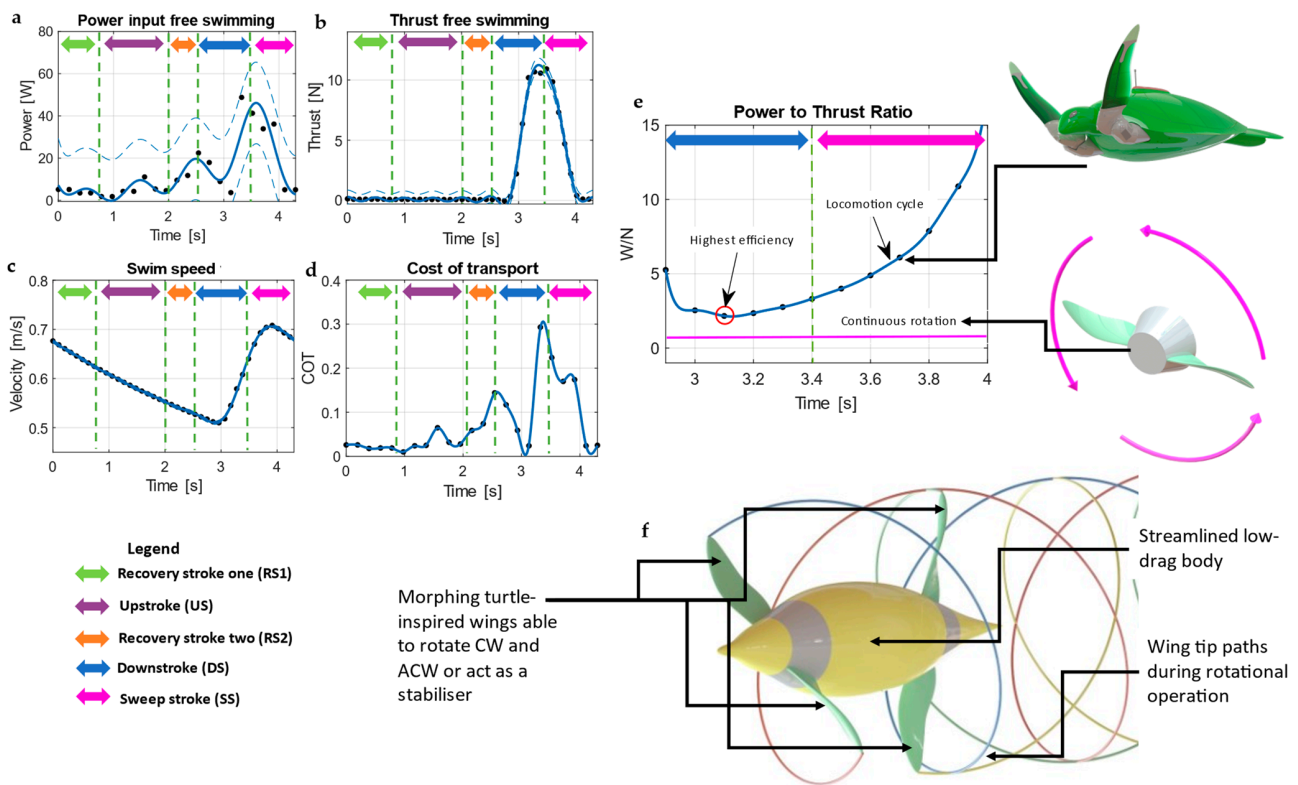 a
Power input free swimming
Power [W]
80
60
40
20
0
0 1 2 3 4
Time [s]
b
Thrust free swimming
Thrust [N]
10
5
0
0 1 2 3 4
Time [s]
c
Swim speed
Velocity [m/s]
0.8
0.7
0.6
0.5
0 1 2 3 4
Time [s]
d
Cost of transport
COT
0.4
0.3
0.2
0.1
0
0 1 2 3 4
Time [s]
e
Power to Thrust Ratio
W/N
15
10
5
0
Locomotion cycle
Highest efficiency
Continuous rotation
3 3.2 3.4 3.6 3.8 4
Time [s]
Legend
Recovery stroke one (RS1)
Upstroke (US)
Recovery stroke two (RS2)
Downstroke (DS)
Sweep stroke (SS)
f
Morphing turtle-
inspired wings able
to rotate CW and
ACW or act as a
stabiliser
Streamlined low-
drag body
Wing tip paths
during rotational
operation